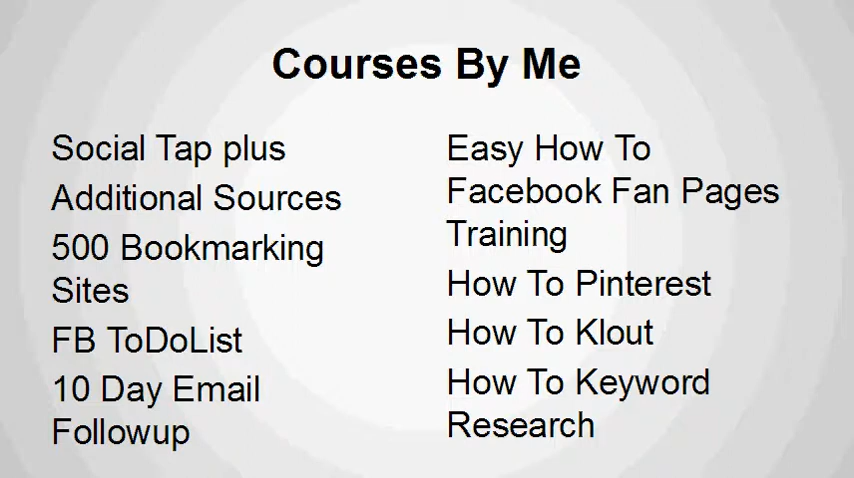 Courses By Me
Social Tap plus
Additional Sources
500 Bookmarking
Sites
FB ToDoList
10 Day Email
Followup
Easy How To
Facebook Fan Pages
Training
How To Pinterest
How To Klout
How To Keyword
Research